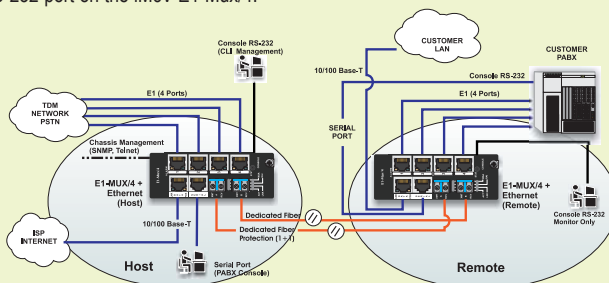 232 port on the iMcV E1 Mux/4.
Console RS-232
(CLI Management)
CUSTOMER
LAN
CUSTOMER
PABX
10/100 Base-T
Console RS-232
E1 (4 Ports)
E1 (4 Ports)
TDM
NETWORK
PSTN
SERIAL
PORT
Chassis Management
(SNMP, Telnet)
E1-MUX/4 +
Ethernet
(Host)
E1-MUX/4 +
Ethernet
(Remote)
Dedicated Fiber
10/100 Base-T
Dedicated Fiber
Protection (1 + 1)
Console RS-232
Monitor Only
ISP
INTERNET
Host
Serial Port
(PABX Console)
Remote